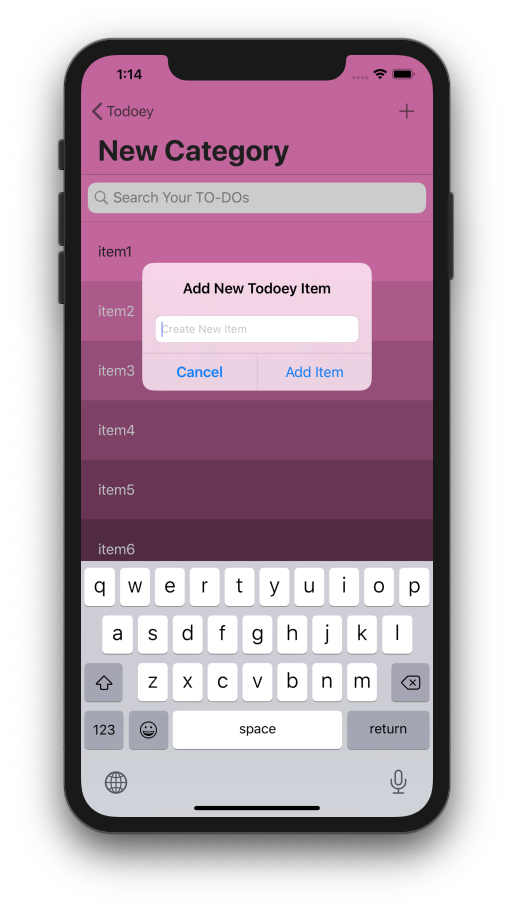 1:14
Todoey
New Category
Search Your TO-DOs
item1
Add New Todoey Item
item2
Create New Item
item3
Cancel Add Item
item4
item5
item6
q w e r t y u i o p
a s d f g h j k l
z x c v b n m
123 space return